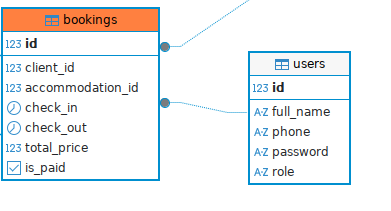 bookings
123 id
123 client_id
123 accommodation_id
check_in
check_out
123 total_price
is_paid
users
123 id
A-Z full_name
A-Z phone
A-Z password
A-Z role